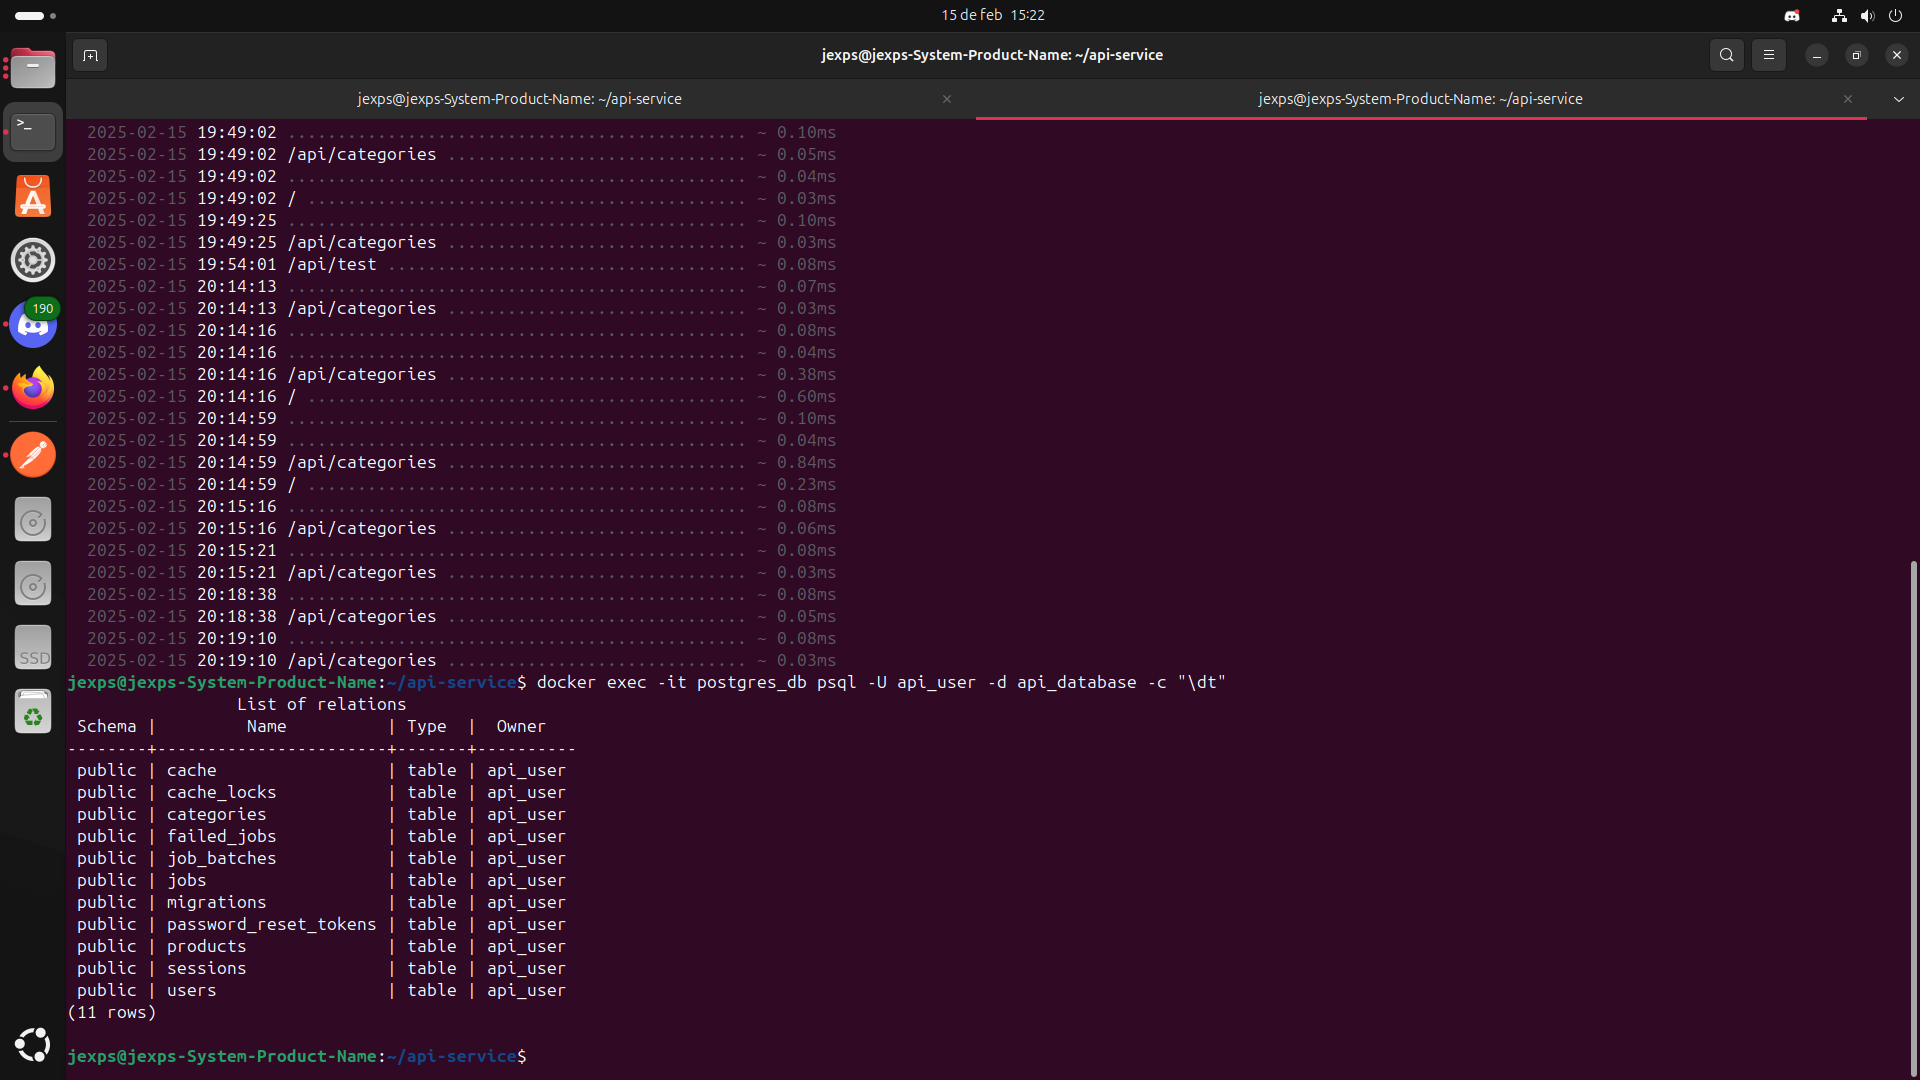 15 de feb 15:22
jexps@jexps-System-Product-Name: ~/api-service
jexps@jexps-System-Product-Name: ~/api-service
jexps@jexps-System-Product-Name: ~/api-service
2025-02-15 19:49:02 .............................................. ~ 0.10ms
2025-02-15 19:49:02 /api/categories .............................. ~ 0.05ms
2025-02-15 19:49:02 .............................................. ~ 0.04ms
2025-02-15 19:49:02 / ............................................ ~ 0.03ms
2025-02-15 19:49:25 .............................................. ~ 0.10ms
2025-02-15 19:49:25 /api/categories .............................. ~ 0.03ms
2025-02-15 19:54:01 /api/test .................................... ~ 0.08ms
2025-02-15 20:14:13 .............................................. ~ 0.07ms
2025-02-15 20:14:13 /api/categories .............................. ~ 0.03ms
2025-02-15 20:14:16 .............................................. ~ 0.08ms
2025-02-15 20:14:16 .............................................. ~ 0.04ms
2025-02-15 20:14:16 /api/categories .............................. ~ 0.38ms
2025-02-15 20:14:16 / ............................................ ~ 0.60ms
2025-02-15 20:14:59 .............................................. ~ 0.10ms
2025-02-15 20:14:59 .............................................. ~ 0.04ms
2025-02-15 20:14:59 /api/categories .............................. ~ 0.84ms
2025-02-15 20:14:59 / ............................................ ~ 0.23ms
2025-02-15 20:15:16 .............................................. ~ 0.08ms
2025-02-15 20:15:16 /api/categories .............................. ~ 0.06ms
2025-02-15 20:15:21 .............................................. ~ 0.08ms
2025-02-15 20:15:21 /api/categories .............................. ~ 0.03ms
2025-02-15 20:18:38 .............................................. ~ 0.08ms
2025-02-15 20:18:38 /api/categories .............................. ~ 0.05ms
2025-02-15 20:19:10 .............................................. ~ 0.08ms
2025-02-15 20:19:10 /api/categories .............................. ~ 0.03ms
jexps@jexps-System-Product-Name:~/api-service$ docker exec -it postgres_db psql -U api_user -d api_database -c "\dt"
List of relations
Schema | Name | Type | Owner
--------+-----------------------+-------+----------
public | cache | table | api_user
public | cache_locks | table | api_user
public | categories | table | api_user
public | failed_jobs | table | api_user
public | job_batches | table | api_user
public | jobs | table | api_user
public | migrations | table | api_user
public | password_reset_tokens | table | api_user
public | products | table | api_user
public | sessions | table | api_user
public | users | table | api_user
(11 rows)
jexps@jexps-System-Product-Name:~/api-service$
190
SSD